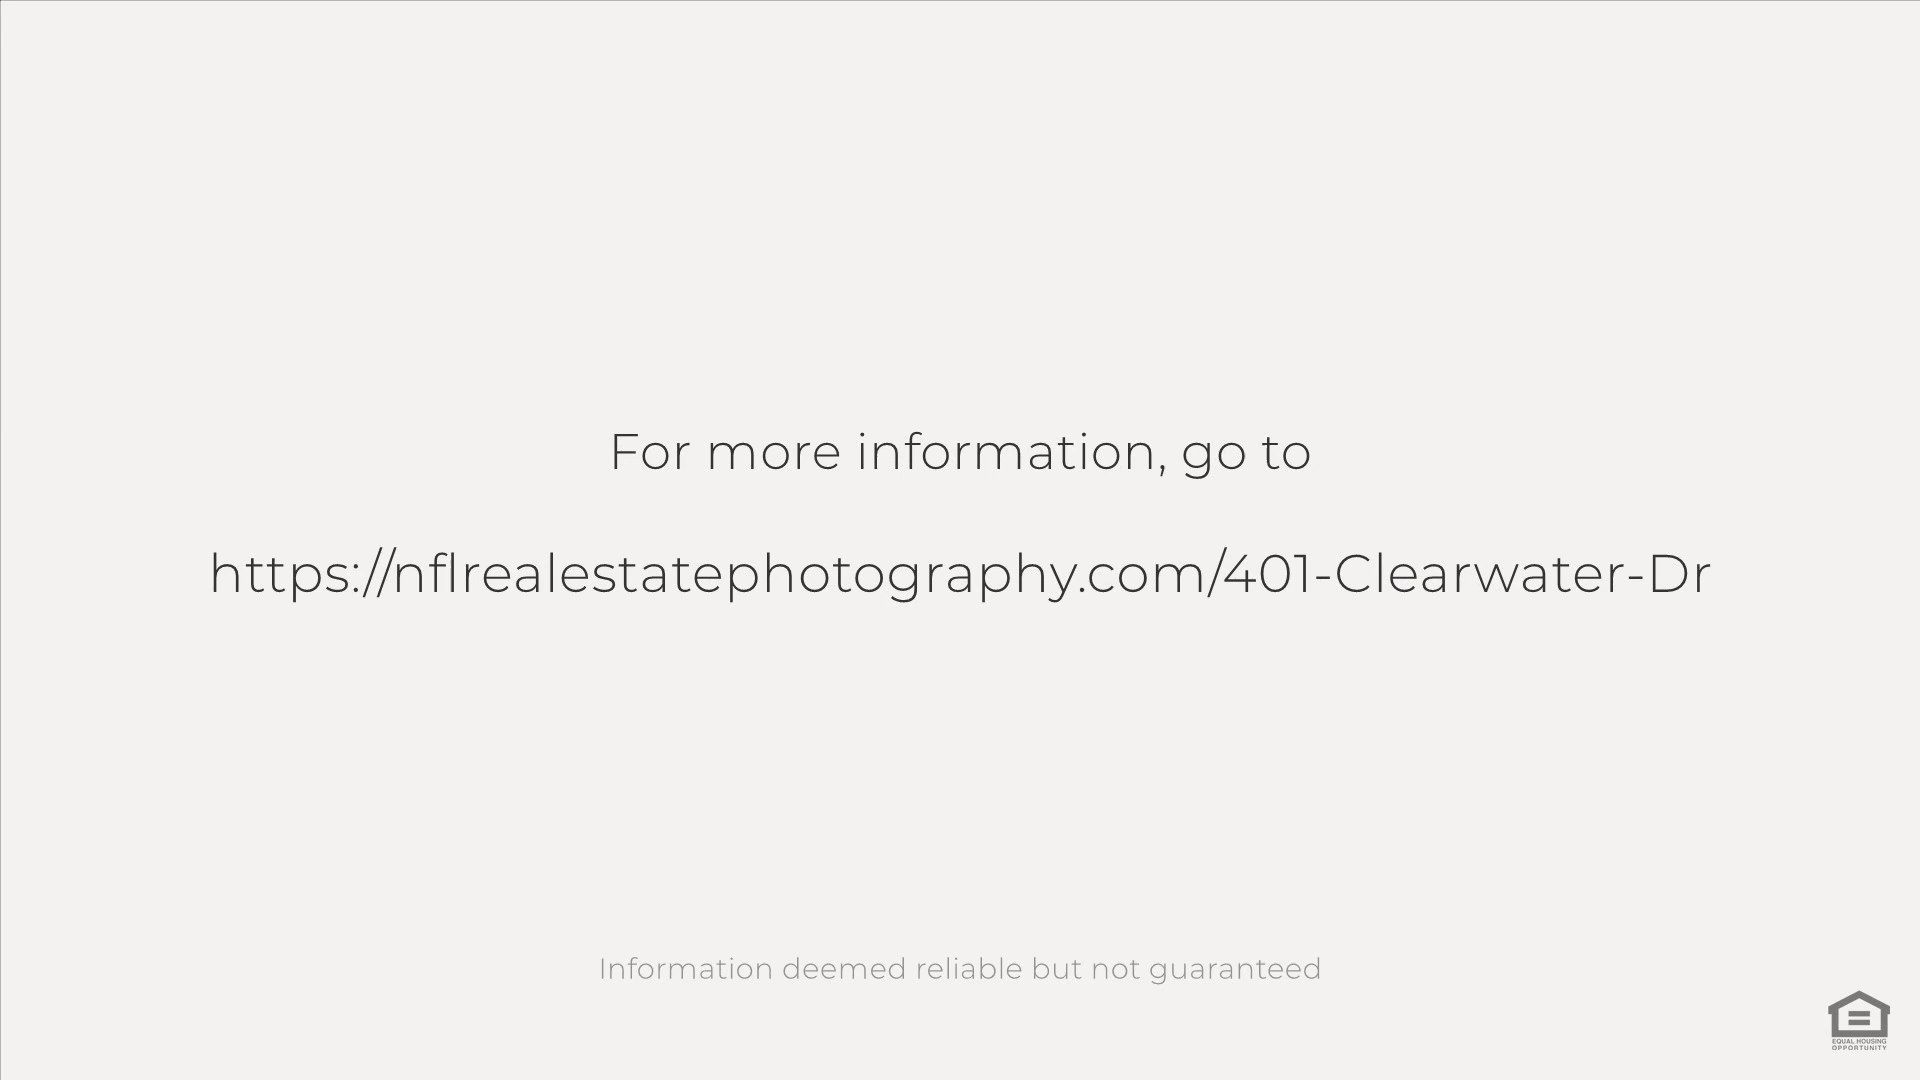 For more information, go to
https://nflrealestatephotography.com/401-Clearwater-Dr
Information deemed reliable but not guaranteed
EQUAL HOUSING
OPPORTUNITY